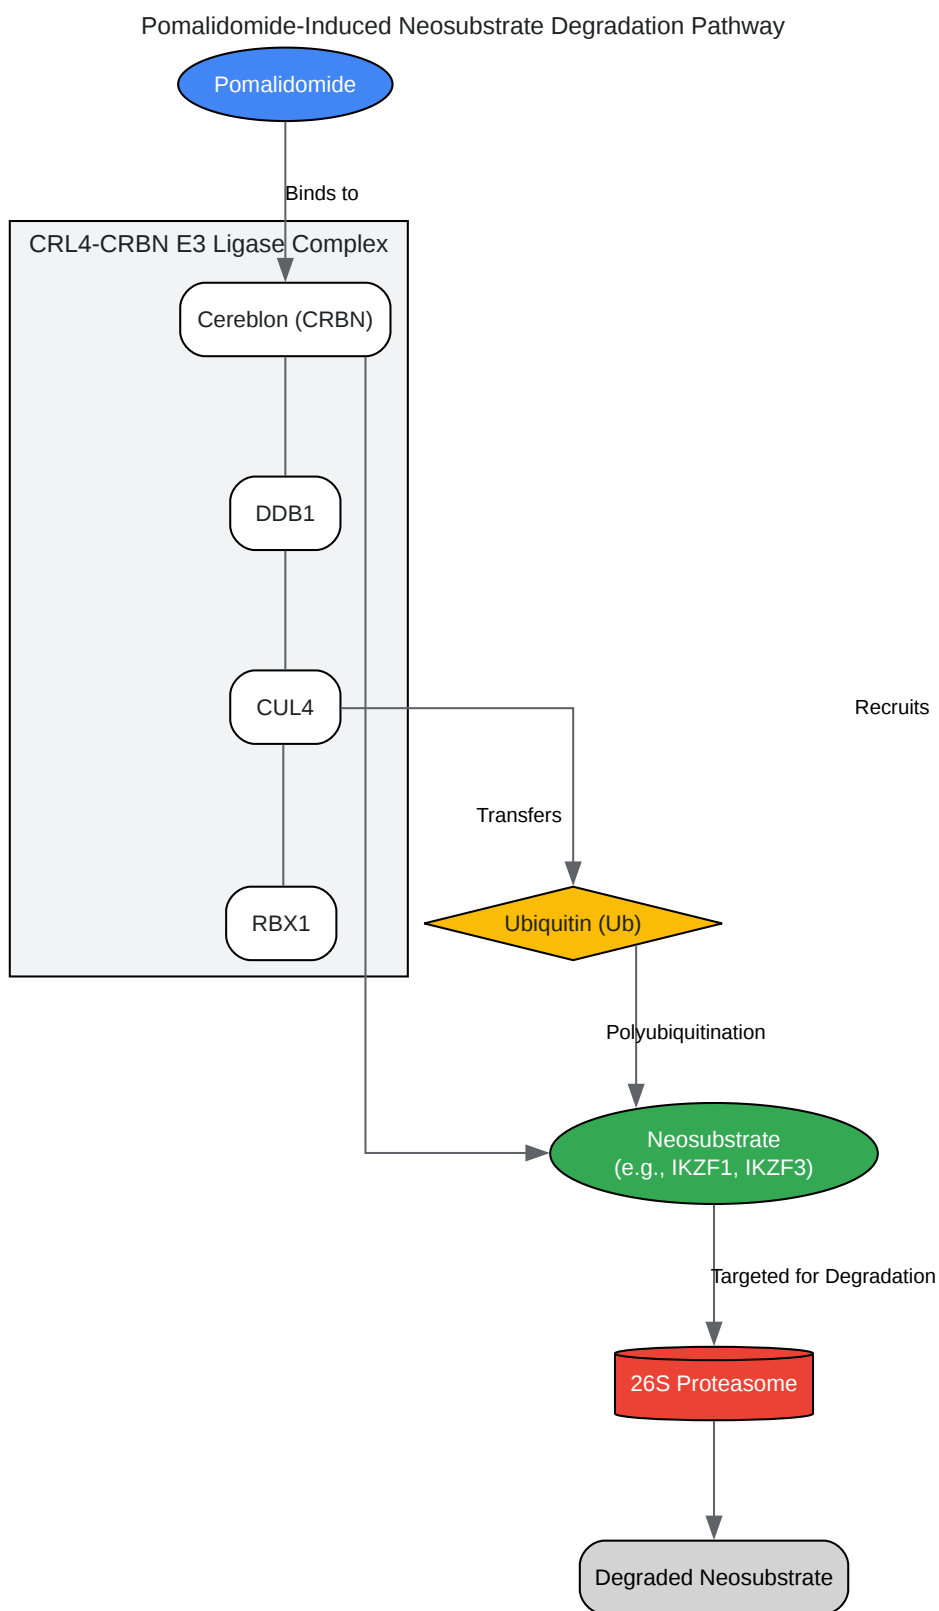 Pomalidomide-Induced Neosubstrate Degradation Pathway
Pomalidomide
Binds to
CRL4-CRBN E3 Ligase Complex
Cereblon (CRBN)
DDB1
CUL4
Recruits
Transfers
RBX1
Ubiquitin (Ub)
Polyubiquitination
Neosubstrate
(e.g., IKZF1, IKZF3)
Targeted for Degradation
26S Proteasome
Degraded Neosubstrate